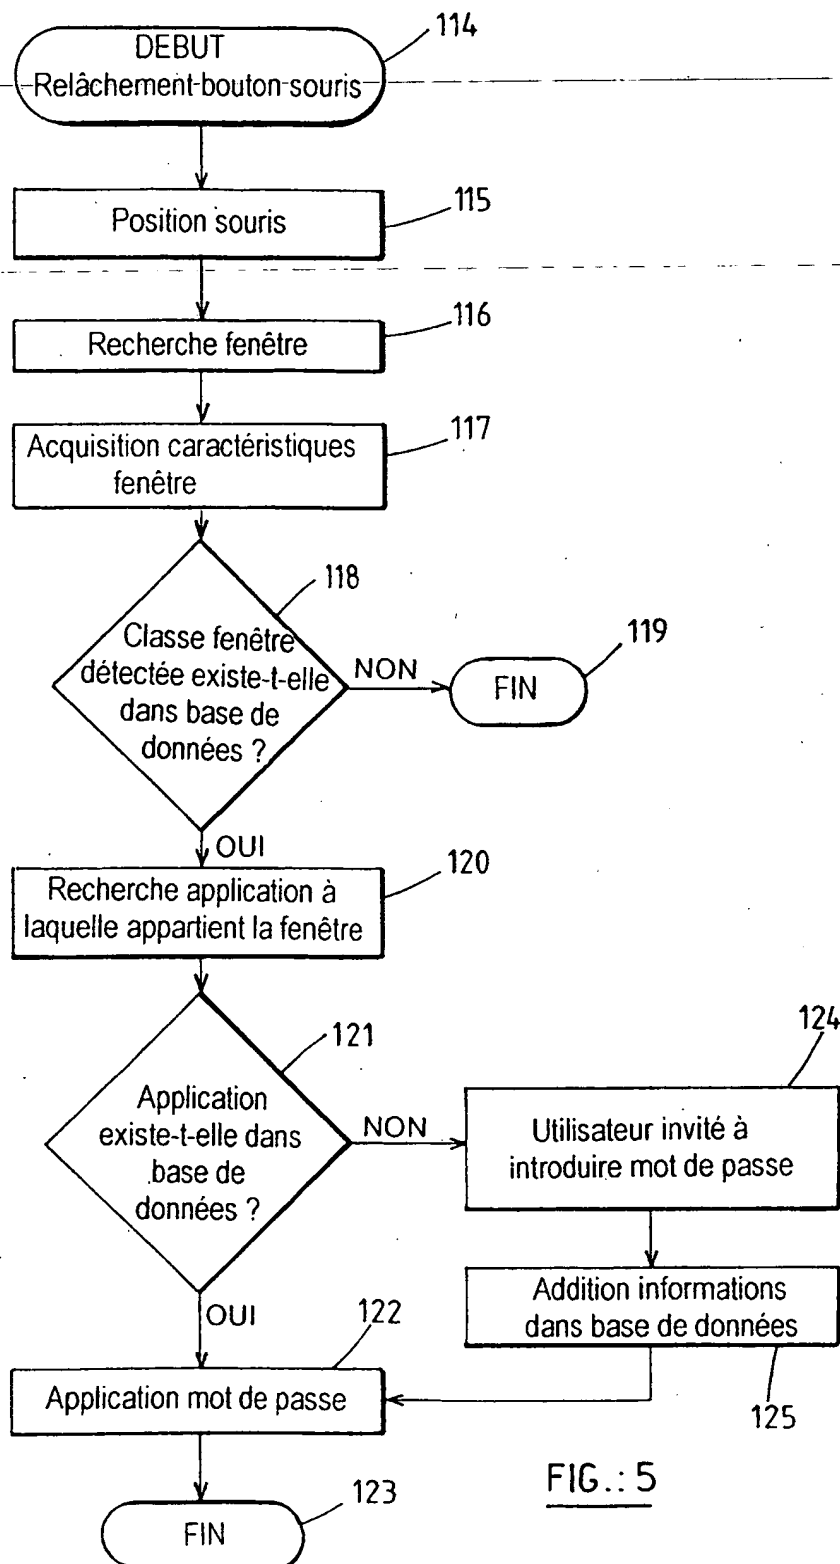 DEBUT
Relâchement bouton souris
114
Position souris
115
Recherche fenêtre
116
Acquisition caractéristiques
fenêtre
117
Classe fenêtre
détectée existe-t-elle
dans base de
données ?
118
NON
FIN
119
OUI
Recherche application à
laquelle appartient la fenêtre
120
Application
existe-t-elle dans
base de
données ?
121
NON
Utilisateur invité à
introduire mot de passe
124
Addition informations
dans base de données
125
OUI
Application mot de passe
122
FIN
123
FIG.: 5